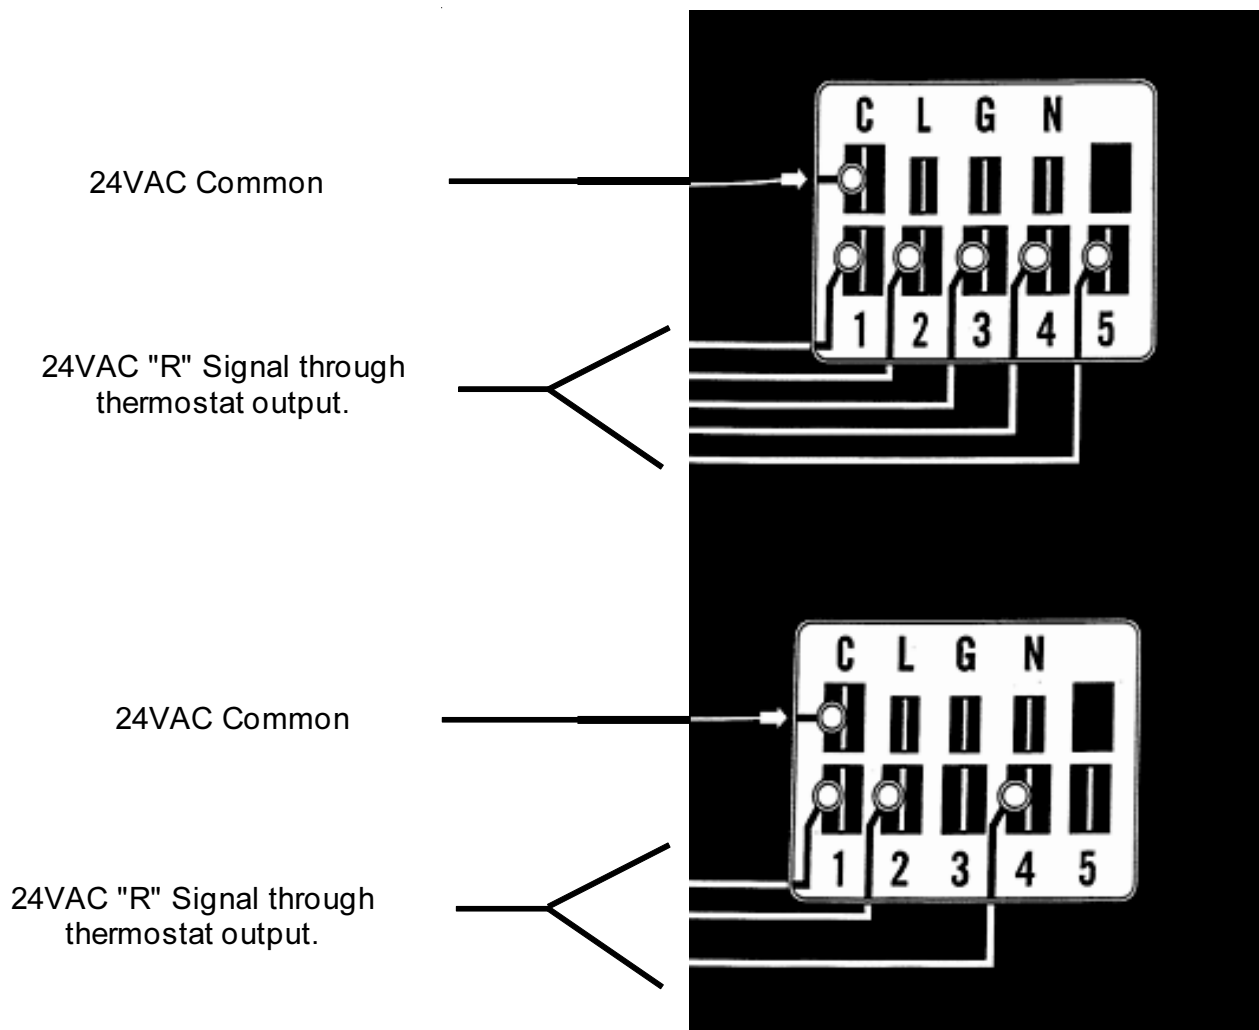 C L G N
24VAC Common
1 2 3 4 5
24VAC "R" Signal through
thermostat output.
C L G N
24VAC Common
1 2 3 4 5
24VAC "R" Signal through
thermostat output.